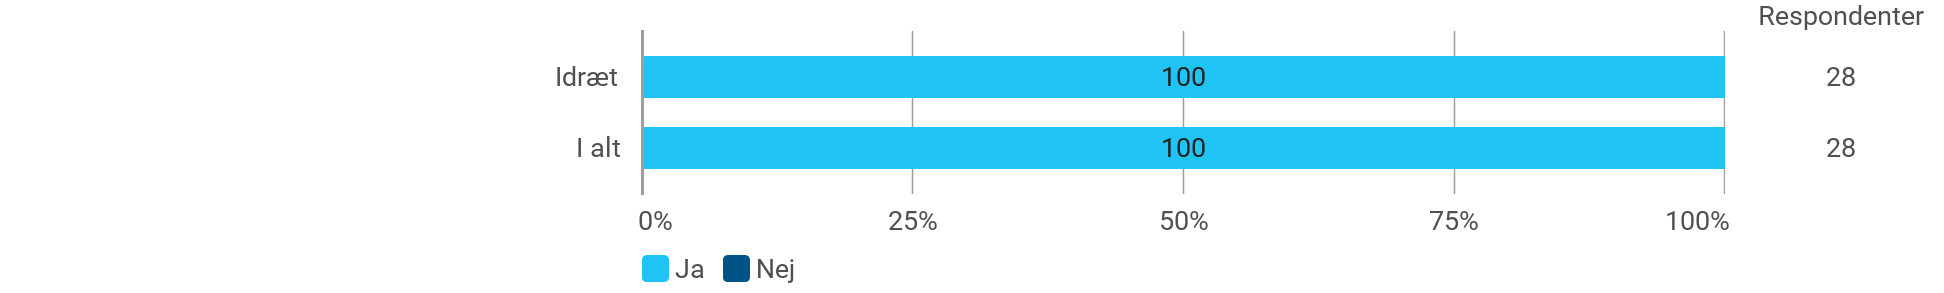 Respondenter
Idræt 100 28
I alt 100 28
0% 25% 50% 75% 100%
Ja Nej